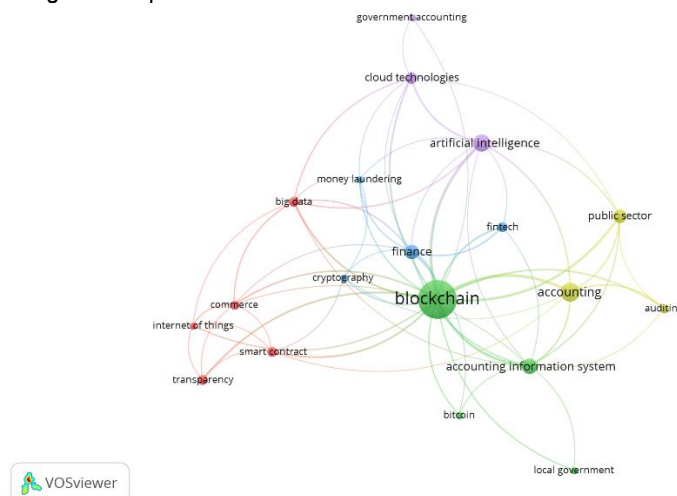 government accounting
cloud technologies
artificial intelligence
money laundering
big data
public sector
fintech
finance
cryptography
blockchain
accounting
commerce
auditin
internet of things
smart contract
accounting information system
transparency
bitcoin
local government
VOSviewer